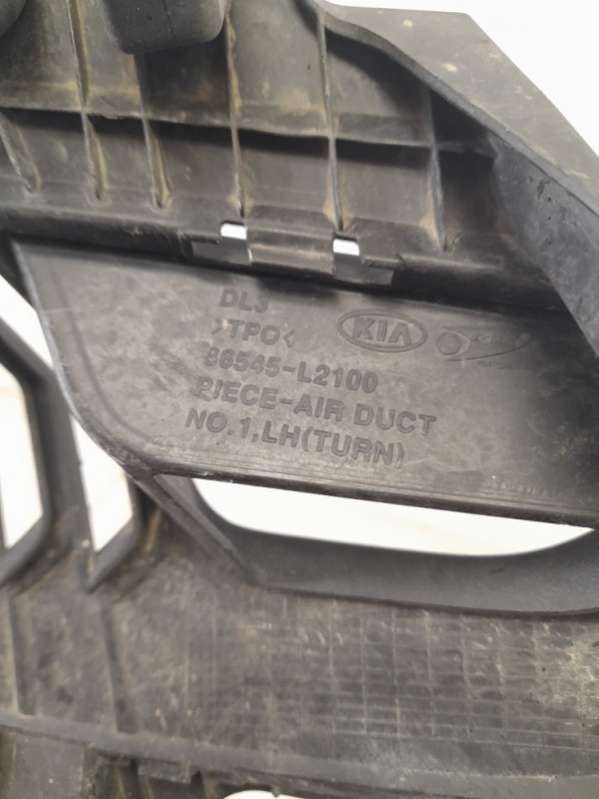 DL3
>TPO<
KIA
86545-L2100
PIECE-AIR DUCT
NO.1,LH(TURN)